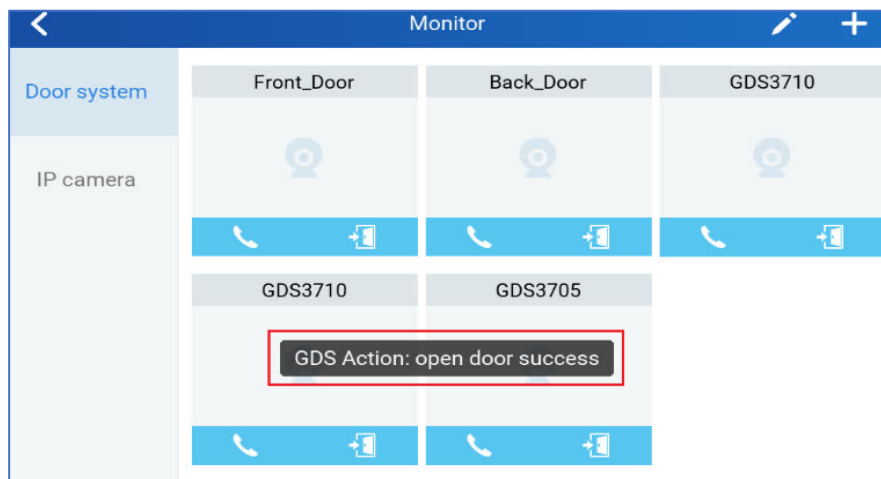 Monitor
Door system
IP camera
Front_Door
Back_Door
GDS3710
GDS3710
GDS3705
GDS Action: open door success